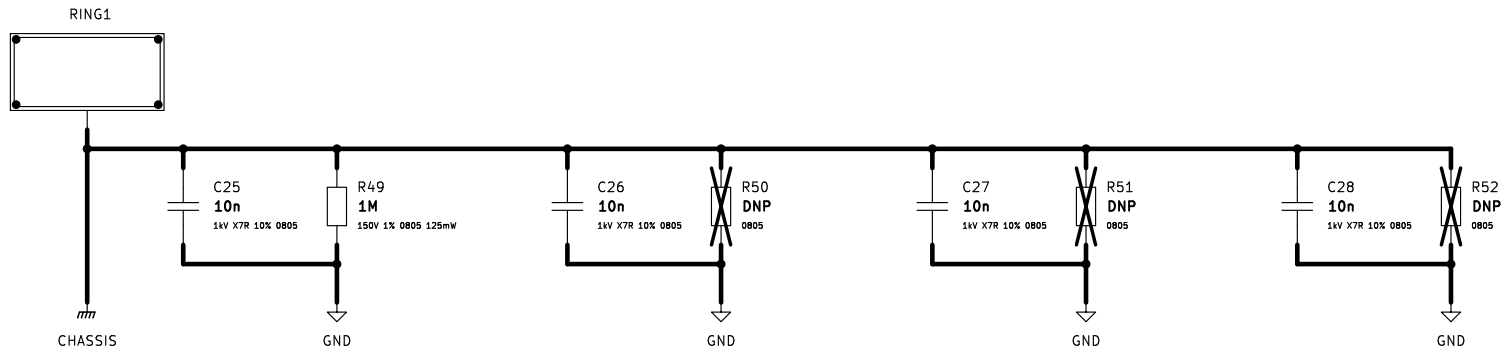 RING1
C25
10n
1kV X7R 10% 0805
R49
1M
150V 1% 0805 125mW
C26
10n
1kV X7R 10% 0805
R50
DNP
0805
C27
10n
1kV X7R 10% 0805
R51
DNP
0805
C28
10n
1kV X7R 10% 0805
R52
DNP
0805
CHASSIS
GND
GND
GND
GND